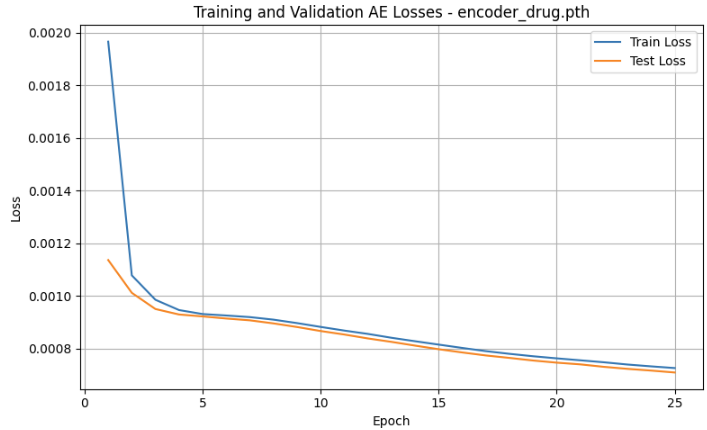 Training and Validation AE Losses - encoder_drug.pth
Train Loss
Test Loss
0.0020
0.0018
0.0016
0.0014
0.0012
0.0010
0.0008
Loss
0 5 10 15 20 25
Epoch